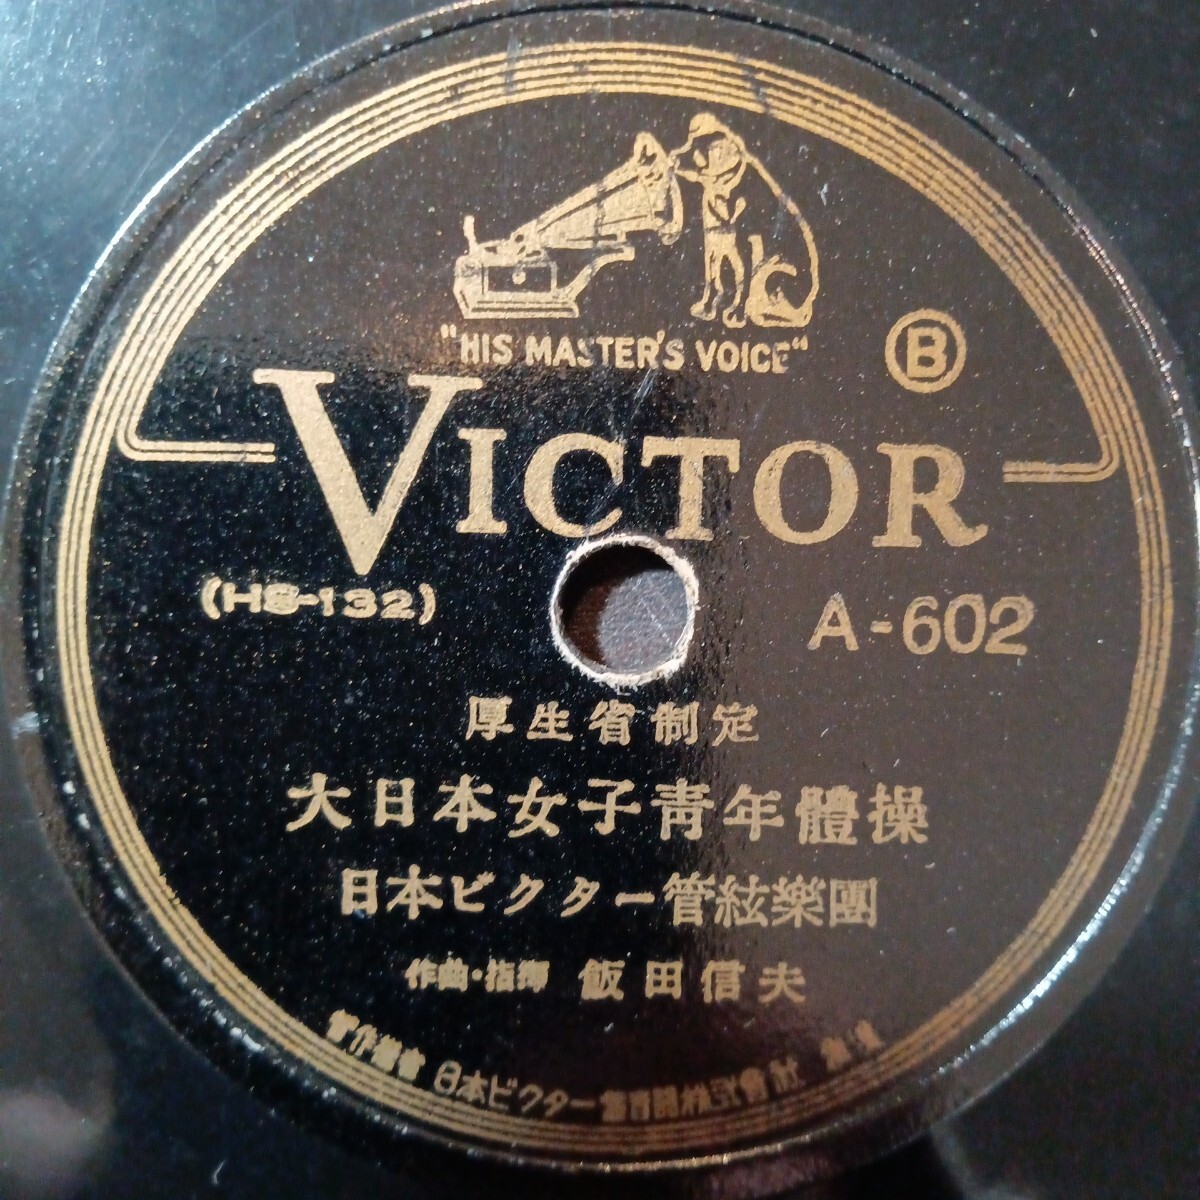 "HIS MASTER'S VOICE"
Ⓑ
VICTOR
(HS-132)
A-602
厚生省制定
大日本女子靑年體操
日本ビクター管絃樂團
作曲・指揮 飯田信夫
日本ビクター蓄音器株式會社